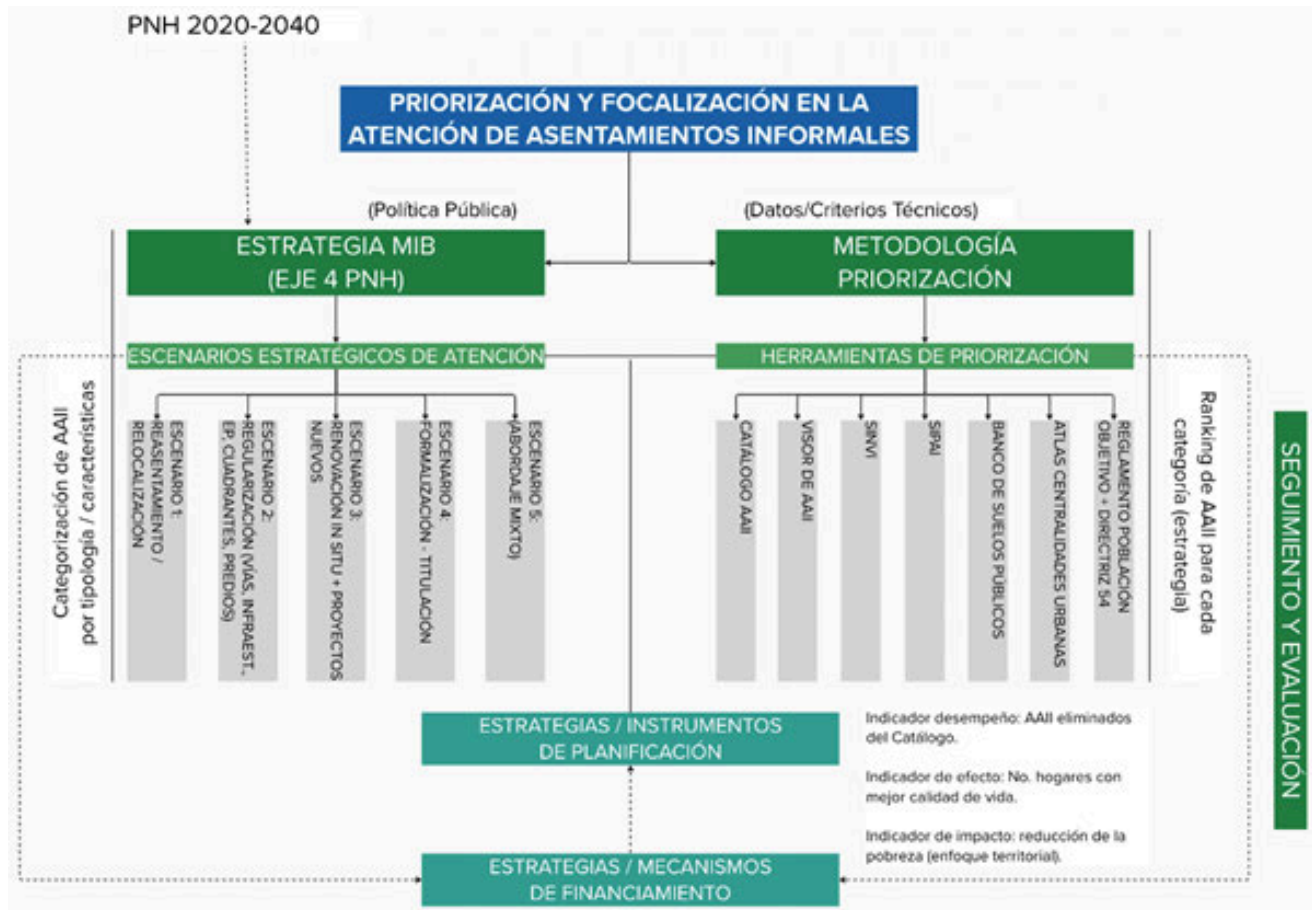 PNH 2020-2040
PRIORIZACIÓN Y FOCALIZACIÓN EN LA
ATENCIÓN DE ASENTAMIENTOS INFORMALES
(Política Pública)
(Datos/Criterios Técnicos)
ESTRATEGIA MIB
(EJE 4 PNH)
METODOLOGÍA
PRIORIZACIÓN
ESCENARIOS ESTRATÉGICOS DE ATENCIÓN
HERRAMIENTAS DE PRIORIZACIÓN
Categorización de AAII
por tipología / características
ESCENARIO 1:
REASENTAMIENTO /
RELOCALIZACIÓN
ESCENARIO 2:
REGULARIZACIÓN (VÍAS, INFRAEST.,
EP, CUADRANTES, PREDIOS)
ESCENARIO 3:
RENOVACIÓN IN SITU + PROYECTOS
NUEVOS
ESCENARIO 4:
FORMALIZACIÓN - TITULACIÓN
ESCENARIO 5:
(ABORDAJE MIXTO)
CATÁLOGO AAII
VISOR DE AAII
SINVI
SIPAI
BANCO DE SUELOS PÚBLICOS
ATLAS CENTRALIDADES URBANAS
REGLAMENTO POBLACIÓN
OBJETIVO + DIRECTRIZ 54
Ranking de AAII para cada
categoría (estrategia)
SEGUIMIENTO Y EVALUACIÓN
ESTRATEGIAS / INSTRUMENTOS
DE PLANIFICACIÓN
Indicador desempeño: AAII eliminados
del Catálogo.
Indicador de efecto: No. hogares con
mejor calidad de vida.
Indicador de impacto: reducción de la
pobreza (enfoque territorial).
ESTRATEGIAS / MECANISMOS
DE FINANCIAMIENTO